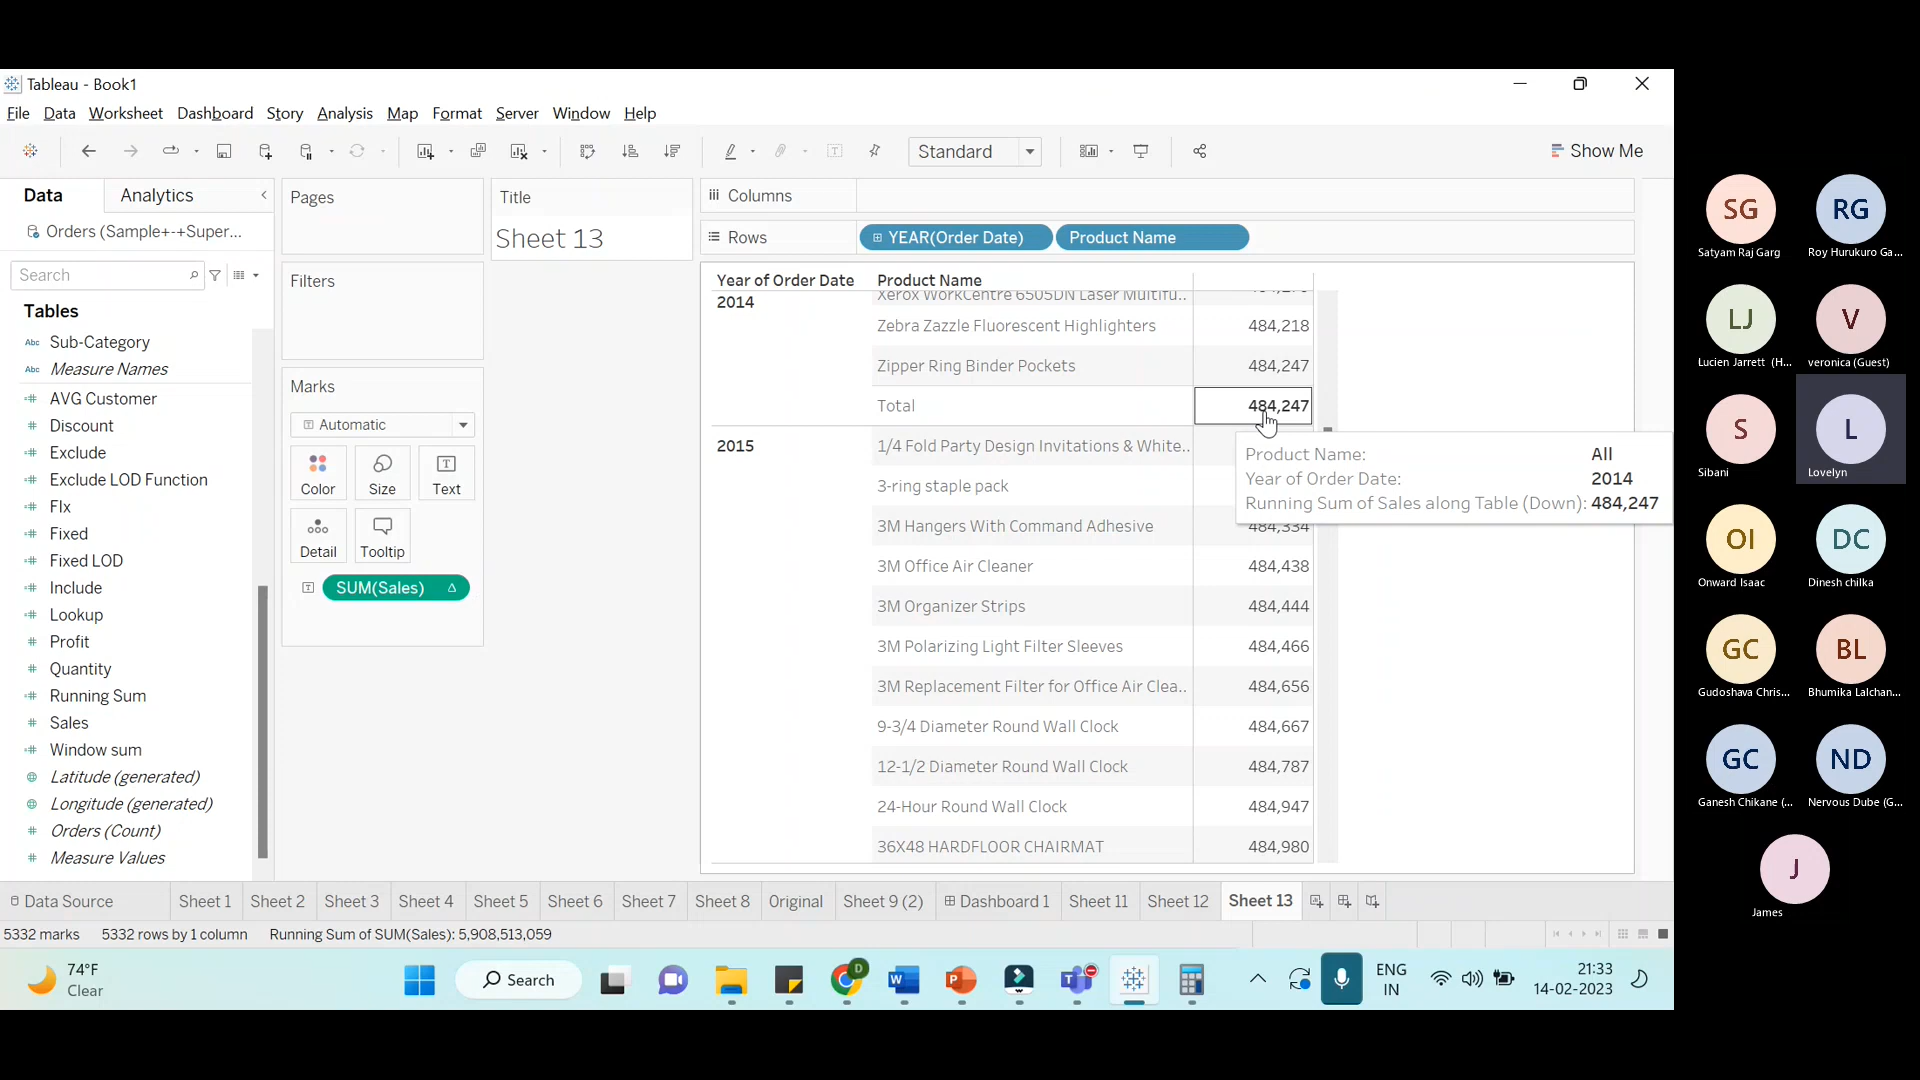 Tableau - Book1
File Data Worksheet Dashboard Story Analysis Map Format Server Window Help
Standard
Show Me
Data
Analytics
Orders (Sample+-+Super...
Search
Tables
Abc Sub-Category
Abc Measure Names
AVG Customer
Discount
Exclude
Exclude LOD Function
FIx
Fixed
Fixed LOD
Include
Lookup
Profit
Quantity
Running Sum
Sales
Window sum
Latitude (generated)
Longitude (generated)
Orders (Count)
Measure Values
Pages
Filters
Marks
Automatic
Color Size Text
Detail Tooltip
SUM(Sales)
Title
Sheet 13
Columns
Rows YEAR(Order Date) Product Name
Year of Order Date Product Name
2014 Xerox WorkCentre 6505DN Laser Multifu..
Zebra Zazzle Fluorescent Highlighters 484,218
Zipper Ring Binder Pockets 484,247
Total 484,247
2015 1/4 Fold Party Design Invitations & White..
3-ring staple pack
3M Hangers With Command Adhesive 484,334
3M Office Air Cleaner 484,438
3M Organizer Strips 484,444
3M Polarizing Light Filter Sleeves 484,466
3M Replacement Filter for Office Air Clea.. 484,656
9-3/4 Diameter Round Wall Clock 484,667
12-1/2 Diameter Round Wall Clock 484,787
24-Hour Round Wall Clock 484,947
36X48 HARDFLOOR CHAIRMAT 484,980
Product Name: All
Year of Order Date: 2014
Running Sum of Sales along Table (Down): 484,247
Data Source Sheet 1 Sheet 2 Sheet 3 Sheet 4 Sheet 5 Sheet 6 Sheet 7 Sheet 8 Original Sheet 9 (2) Dashboard 1 Sheet 11 Sheet 12 Sheet 13
5332 marks 5332 rows by 1 column Running Sum of SUM(Sales): 5,908,513,059
74°F
Clear
Search
D
ENG
IN
21:33
14-02-2023
SG RG
Satyam Raj Garg Roy Hurukuro Ga...
LJ V
Lucien Jarrett (H... veronica (Guest)
S L
Sibani Lovelyn
OI DC
Onward Isaac Dinesh chilka
GC BL
Gudoshava Chris... Bhumika Lalchan...
GC ND
Ganesh Chikane (... Nervous Dube (G...
J
James